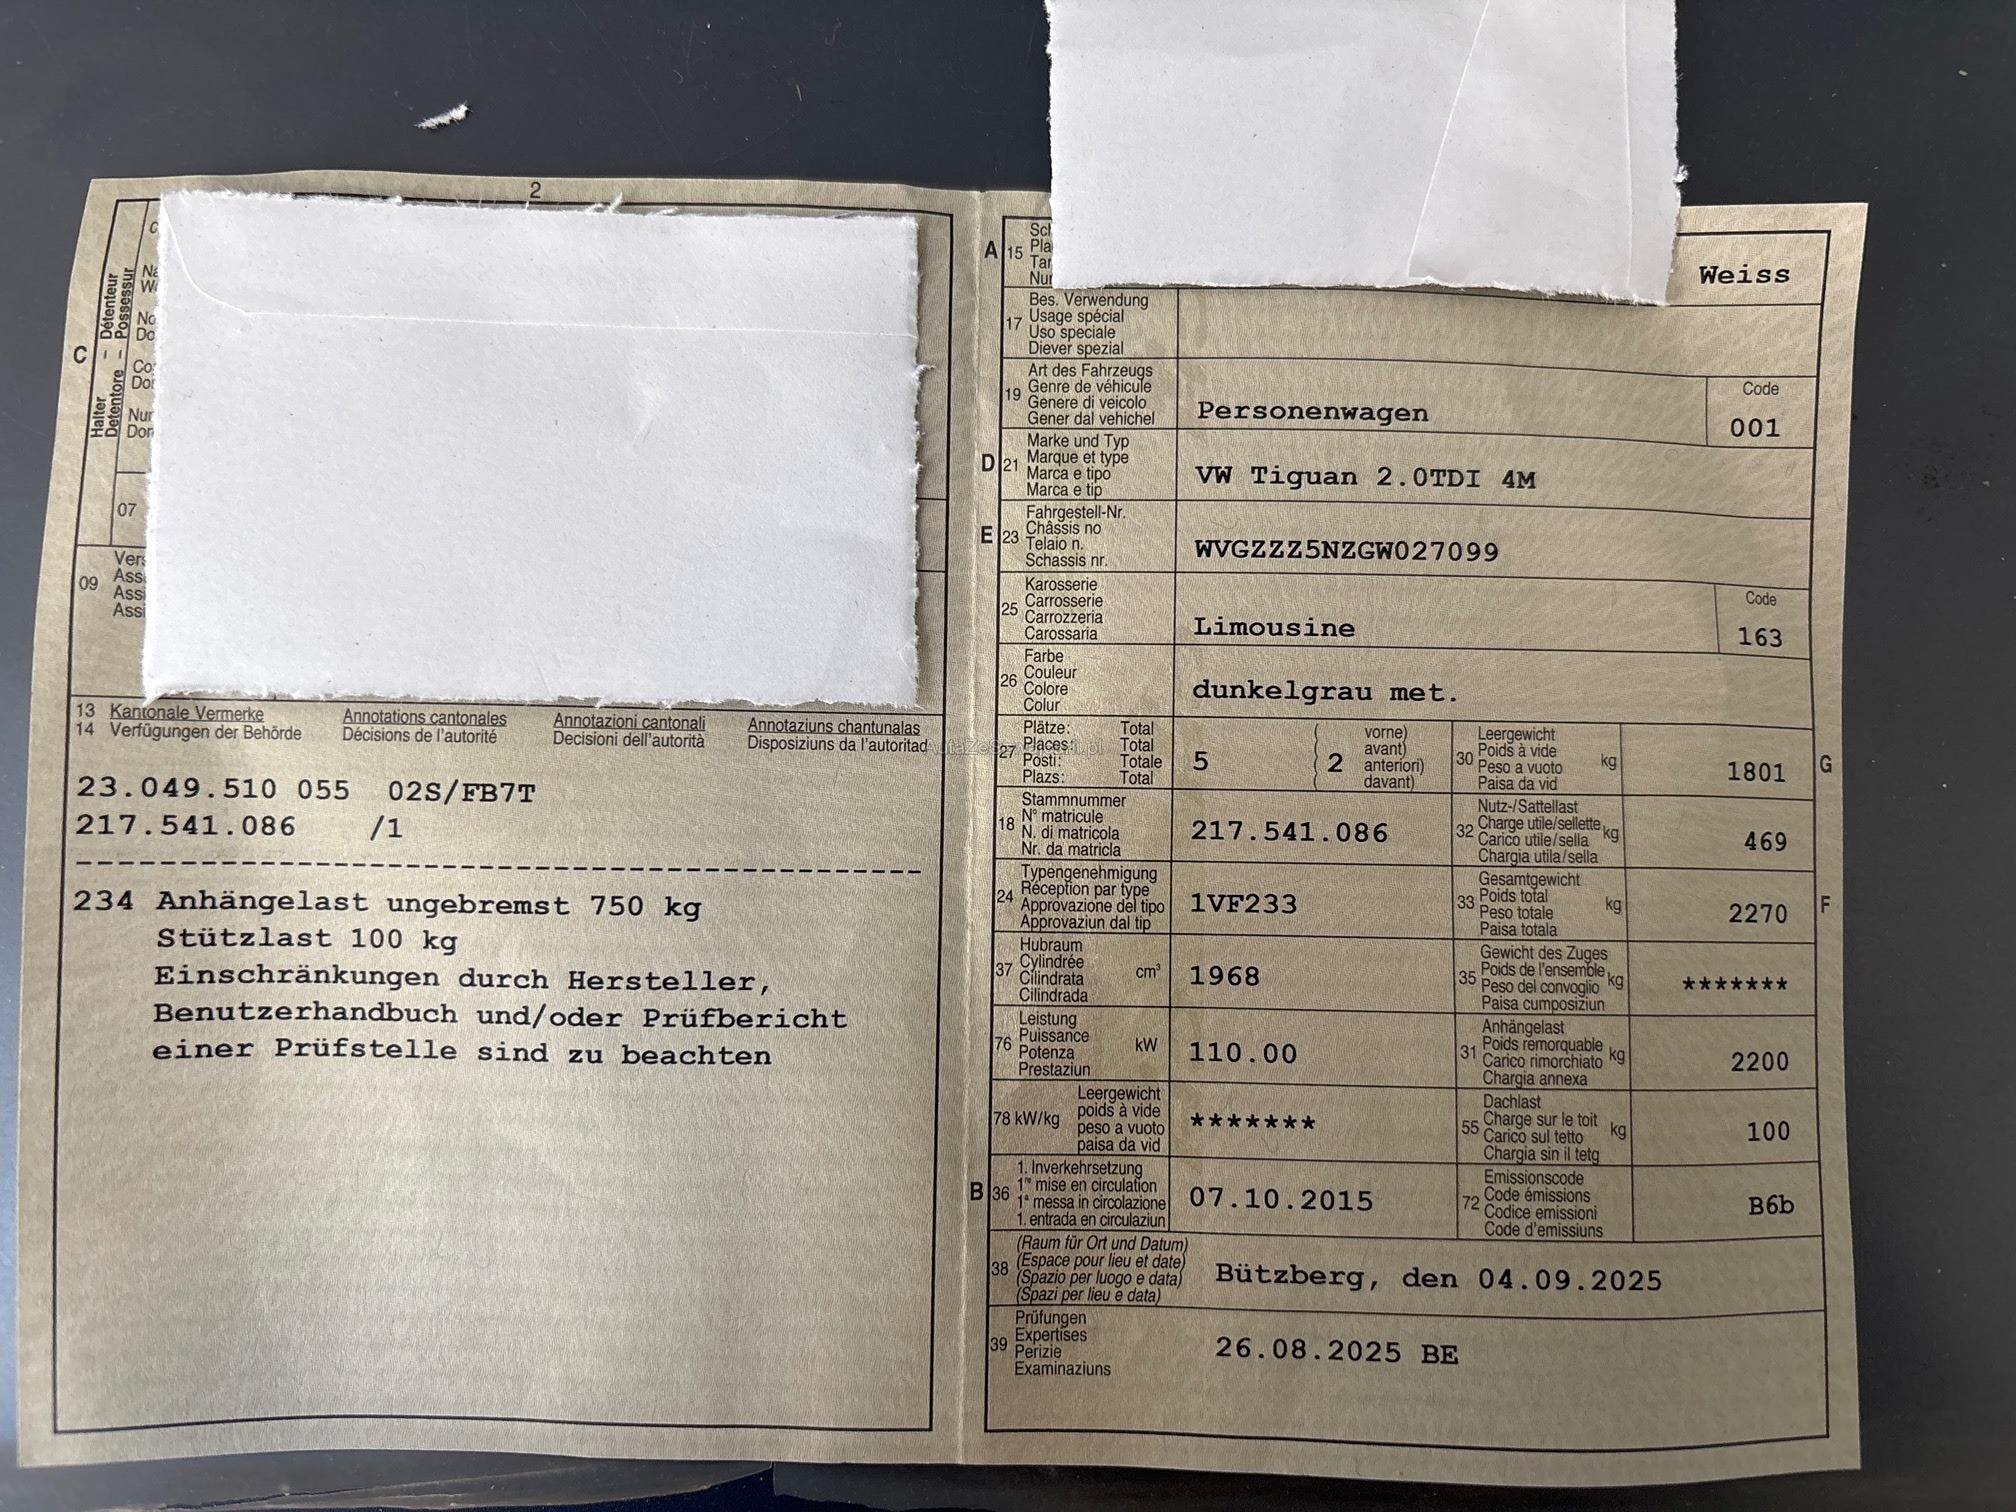 2
C
Halter – Détenteur
Detentore – Possessur
07
09
13 Kantonale Vermerke Annotations cantonales Annotazioni cantonali Annotaziuns chantunalas
14 Verfügungen der Behörde Décisions de l'autorité Decisioni dell'autorità Disposiziuns da l'autoritad
23.049.510 055 02S/FB7T
217.541.086 /1
234 Anhängelast ungebremst 750 kg
Stützlast 100 kg
Einschränkungen durch Hersteller,
Benutzerhandbuch und/oder Prüfbericht
einer Prüfstelle sind zu beachten
A 15
Weiss
17 Bes. Verwendung
Usage spécial
Uso speciale
Diever spezial
19 Art des Fahrzeugs
Genre de véhicule
Genere di veicolo
Gener dal vehichel
Personenwagen
Code
001
D 21 Marke und Typ
Marque et type
Marca e tipo
Marca e tip
VW Tiguan 2.0TDI 4M
E 23 Fahrgestell-Nr.
Châssis no
Telaio n.
Schassis nr.
WVGZZZ5NZGW027099
25 Karosserie
Carrosserie
Carrozzeria
Carossaria
Limousine
Code
163
26 Farbe
Couleur
Colore
Colur
dunkelgrau met.
27 Plätze: Total
Places: Total
Posti: Totale
Plazs: Total
5 ( 2 vorne)
avant)
anteriori)
davant)
30 Leergewicht
Poids à vide
Peso a vuoto
Paisa da vid
kg 1801 G
18 Stammnummer
N° matricule
N. di matricola
Nr. da matricla
217.541.086
32 Nutz-/Sattellast
Charge utile/sellette
Carico utile/sella
Chargia utila/sella
kg 469
24 Typengenehmigung
Réception par type
Approvazione del tipo
Approvaziun dal tip
1VF233
33 Gesamtgewicht
Poids total
Peso totale
Paisa totala
kg 2270 F
37 Hubraum
Cylindrée
Cilindrata
Cilindrada
cm³ 1968
35 Gewicht des Zuges
Poids de l'ensemble
Peso del convoglio
Paisa cumposiziun
kg *******
76 Leistung
Puissance
Potenza
Prestaziun
kW 110.00
31 Anhängelast
Poids remorquable
Carico rimorchiato
Chargia annexa
kg 2200
78 kW/kg Leergewicht
poids à vide
peso a vuoto
paisa da vid
*******
55 Dachlast
Charge sur le toit
Carico sul tetto
Chargia sin il tetg
kg 100
B 36 1. Inverkehrsetzung
1re mise en circulation
1a messa in circolazione
1. entrada en circulaziun
07.10.2015
72 Emissionscode
Code émissions
Codice emissioni
Code d'emissiuns
B6b
38 (Raum für Ort und Datum)
(Espace pour lieu et date)
(Spazio per luogo e data)
(Spazi per lieu e data)
Bützberg, den 04.09.2025
39 Prüfungen
Expertises
Perizie
Examinaziuns
26.08.2025 BE